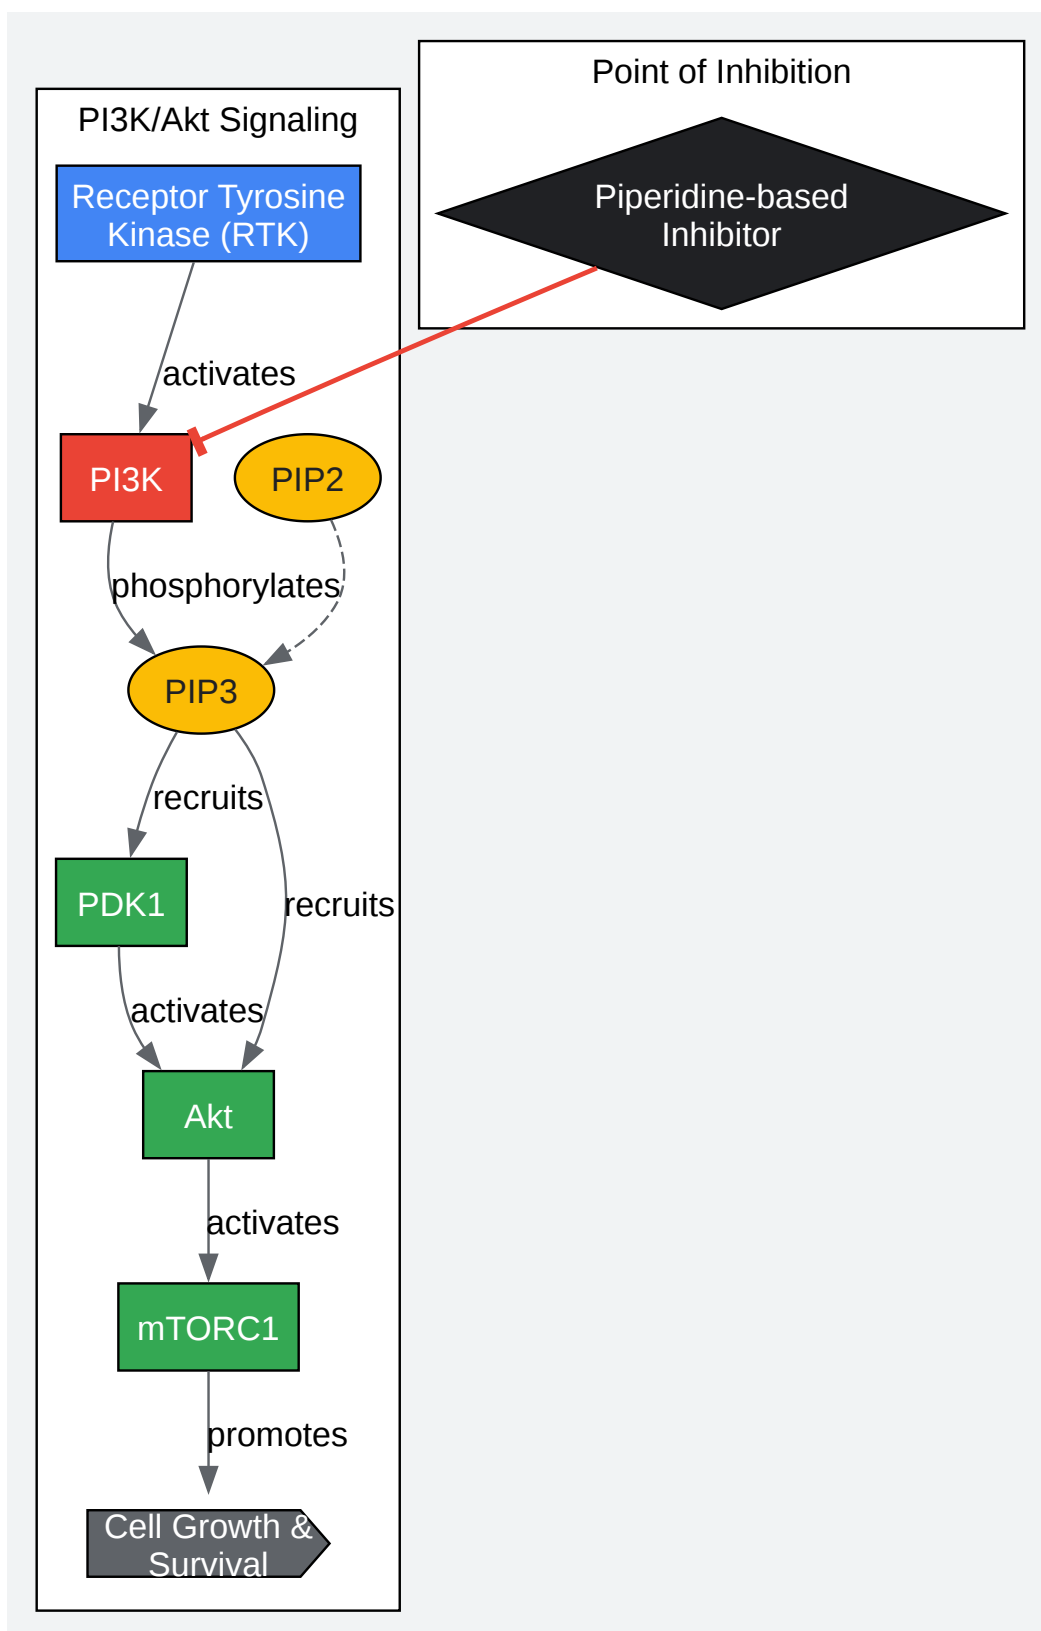 Point of Inhibition
PI3K/Akt Signaling
Receptor Tyrosine
Kinase (RTK)
Piperidine-based
Inhibitor
activates
PI3K
PIP2
phosphorylates
PIP3
recruits
PDK1
recruits
activates
Akt
activates
mTORC1
promotes
Cell Growth &
Survival